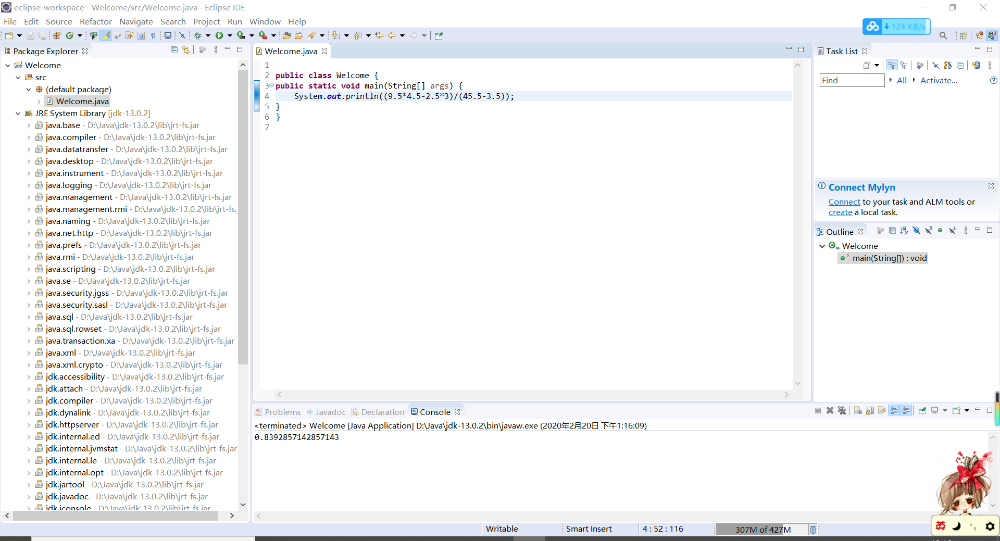 eclipse-workspace - Welcome/src/Welcome.java - Eclipse IDE
File Edit Source Refactor Navigate Search Project Run Window Help
124 KB/s
Package Explorer
Welcome
src
(default package)
Welcome.java
JRE System Library [jdk-13.0.2]
java.base - D:\Java\jdk-13.0.2\lib\jrt-fs.jar
java.compiler - D:\Java\jdk-13.0.2\lib\jrt-fs.jar
java.datatransfer - D:\Java\jdk-13.0.2\lib\jrt-fs.jar
java.desktop - D:\Java\jdk-13.0.2\lib\jrt-fs.jar
java.instrument - D:\Java\jdk-13.0.2\lib\jrt-fs.jar
java.logging - D:\Java\jdk-13.0.2\lib\jrt-fs.jar
java.management - D:\Java\jdk-13.0.2\lib\jrt-fs.jar
java.management.rmi - D:\Java\jdk-13.0.2\lib\jrt-fs.
java.naming - D:\Java\jdk-13.0.2\lib\jrt-fs.jar
java.net.http - D:\Java\jdk-13.0.2\lib\jrt-fs.jar
java.prefs - D:\Java\jdk-13.0.2\lib\jrt-fs.jar
java.rmi - D:\Java\jdk-13.0.2\lib\jrt-fs.jar
java.scripting - D:\Java\jdk-13.0.2\lib\jrt-fs.jar
java.se - D:\Java\jdk-13.0.2\lib\jrt-fs.jar
java.security.jgss - D:\Java\jdk-13.0.2\lib\jrt-fs.jar
java.security.sasl - D:\Java\jdk-13.0.2\lib\jrt-fs.jar
java.sql - D:\Java\jdk-13.0.2\lib\jrt-fs.jar
java.sql.rowset - D:\Java\jdk-13.0.2\lib\jrt-fs.jar
java.transaction.xa - D:\Java\jdk-13.0.2\lib\jrt-fs.jar
java.xml - D:\Java\jdk-13.0.2\lib\jrt-fs.jar
java.xml.crypto - D:\Java\jdk-13.0.2\lib\jrt-fs.jar
jdk.accessibility - D:\Java\jdk-13.0.2\lib\jrt-fs.jar
jdk.attach - D:\Java\jdk-13.0.2\lib\jrt-fs.jar
jdk.compiler - D:\Java\jdk-13.0.2\lib\jrt-fs.jar
jdk.dynalink - D:\Java\jdk-13.0.2\lib\jrt-fs.jar
jdk.httpserver - D:\Java\jdk-13.0.2\lib\jrt-fs.jar
jdk.internal.ed - D:\Java\jdk-13.0.2\lib\jrt-fs.jar
jdk.internal.jvmstat - D:\Java\jdk-13.0.2\lib\jrt-fs.jar
jdk.internal.le - D:\Java\jdk-13.0.2\lib\jrt-fs.jar
jdk.internal.opt - D:\Java\jdk-13.0.2\lib\jrt-fs.jar
jdk.jartool - D:\Java\jdk-13.0.2\lib\jrt-fs.jar
jdk.javadoc - D:\Java\jdk-13.0.2\lib\jrt-fs.jar
jdk.jconsole - D:\Java\jdk-13.0.2\lib\jrt-fs.jar
Welcome.java
1
2 public class Welcome {
3 public static void main(String[] args) {
4 System.out.println((9.5*4.5-2.5*3)/(45.5-3.5));
5 }
6 }
7
Task List
Find All Activate...
Connect Mylyn
Connect to your task and ALM tools or
create a local task.
Outline
Welcome
main(String[]) : void
Problems @ Javadoc Declaration Console
<terminated> Welcome [Java Application] D:\Java\jdk-13.0.2\bin\javaw.exe (2020年2月20日 下午1:16:09)
0.8392857142857143
英
Writable Smart Insert 4 : 52 : 116 307M of 427M